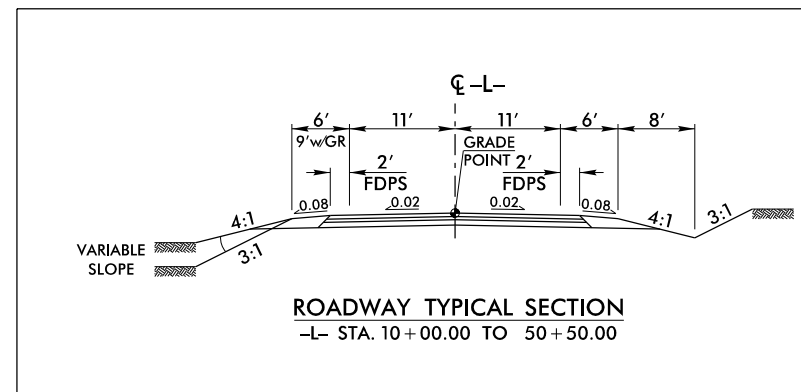 ℄ -L-
6' 11' 11' 6' 8'
9'w/GR
GRADE
POINT
2'
FDPS
2'
FDPS
0.08 0.02 0.02 0.08
4:1 4:1 3:1
3:1
VARIABLE
SLOPE
ROADWAY TYPICAL SECTION
-L- STA. 10+00.00 TO 50+50.00